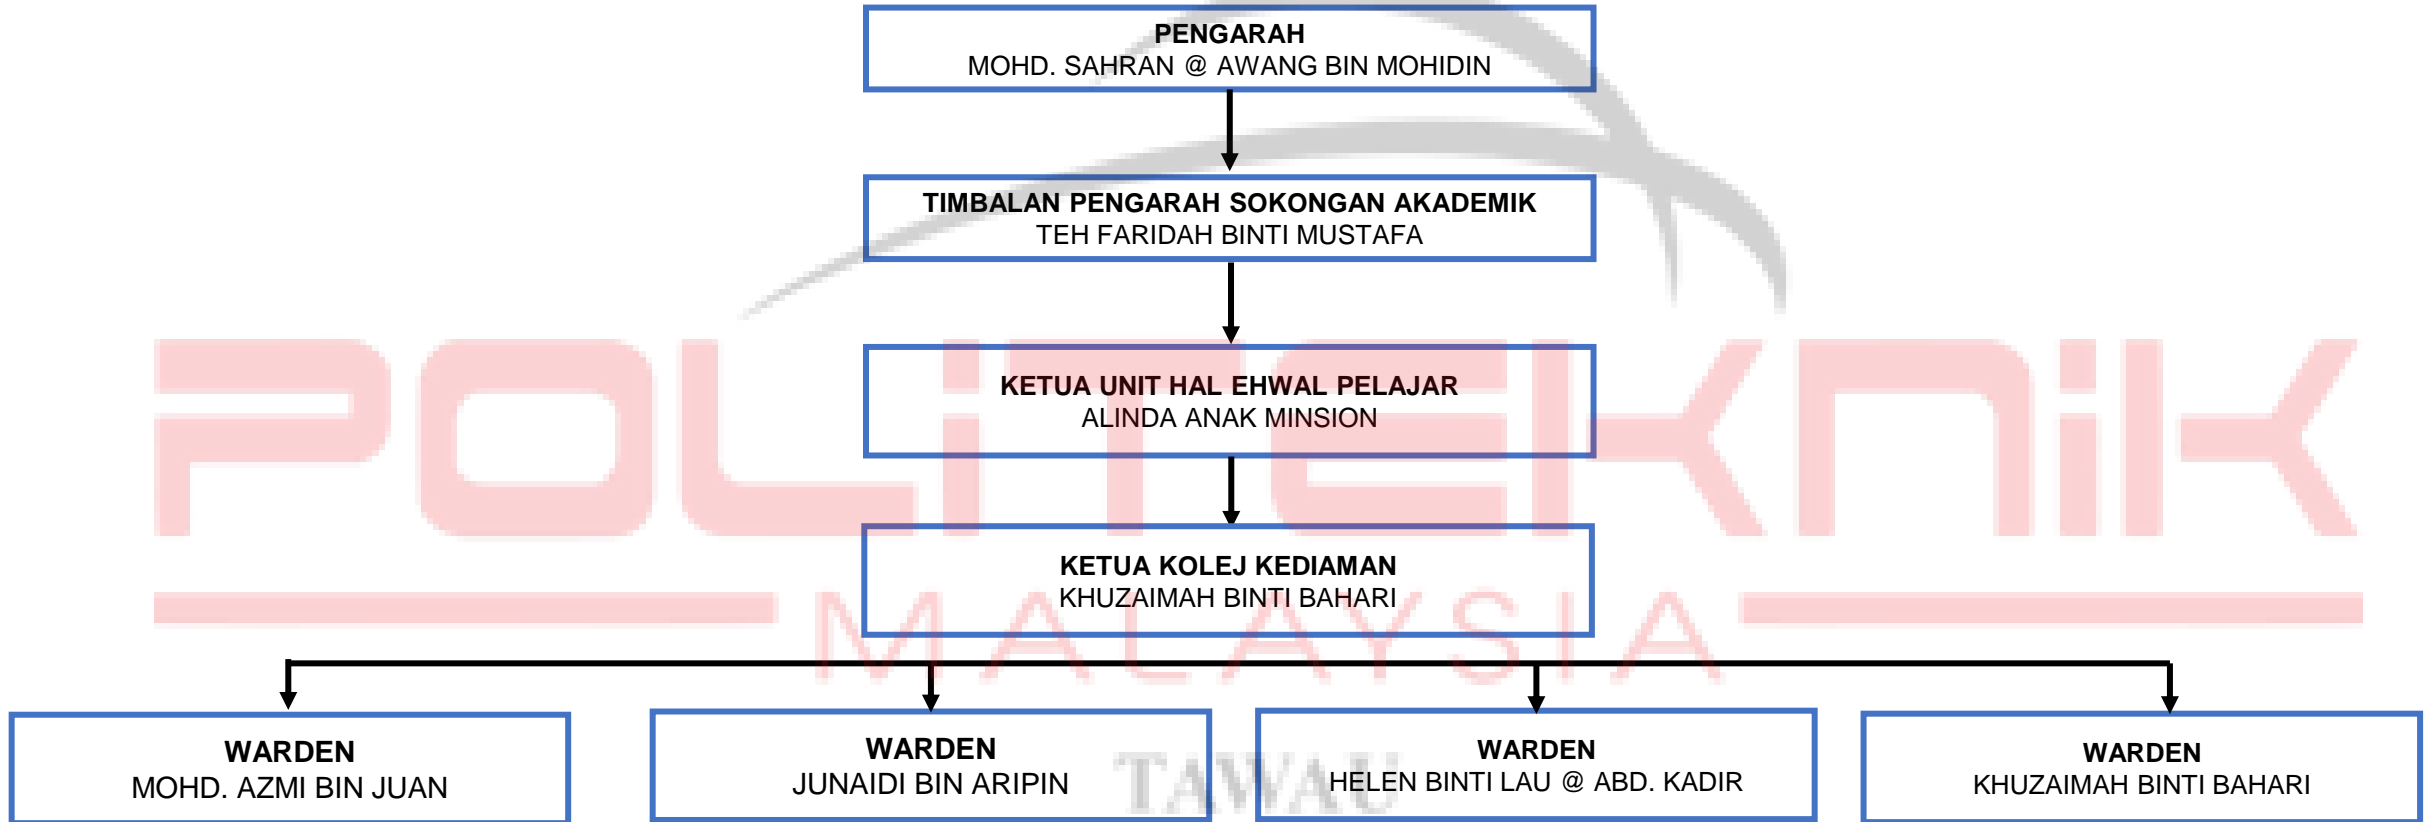 PENGARAH
MOHD. SAHRAN @ AWANG BIN MOHIDIN
TIMBALAN PENGARAH SOKONGAN AKADEMIK
TEH FARIDAH BINTI MUSTAFA
KETUA UNIT HAL EHWAL PELAJAR
ALINDA ANAK MINSION
POLiTEKNiK
KETUA KOLEJ KEDIAMAN
KHUZAIMAH BINTI BAHARI
MALAYSIA
WARDEN
MOHD. AZMI BIN JUAN
WARDEN
JUNAIDI BIN ARIPIN
WARDEN
HELEN BINTI LAU @ ABD. KADIR
WARDEN
KHUZAIMAH BINTI BAHARI
TAWAU